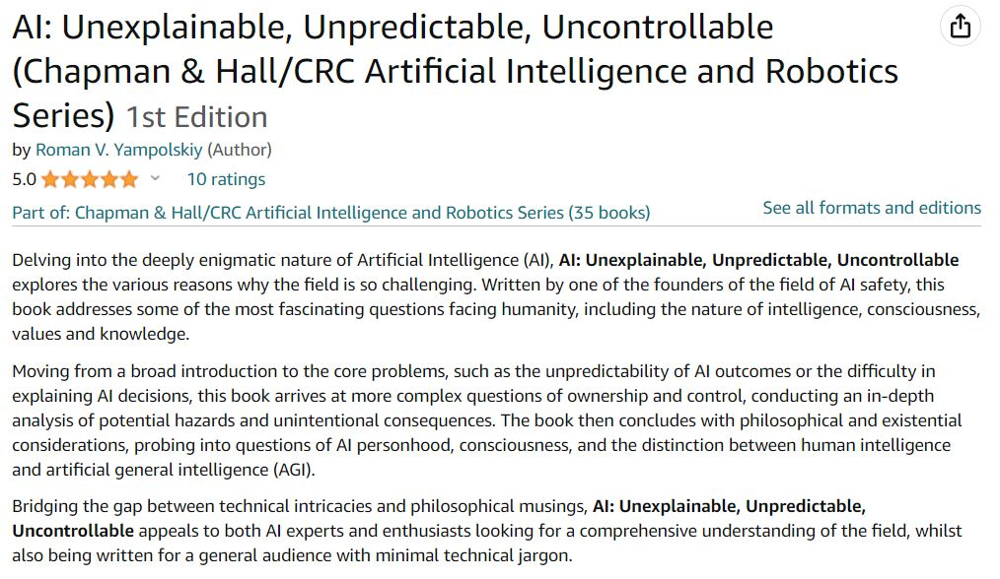 AI: Unexplainable, Unpredictable, Uncontrollable
(Chapman & Hall/CRC Artificial Intelligence and Robotics
Series) 1st Edition
by Roman V. Yampolskiy (Author)
5.0 10 ratings
Part of: Chapman & Hall/CRC Artificial Intelligence and Robotics Series (35 books)
See all formats and editions
Delving into the deeply enigmatic nature of Artificial Intelligence (AI), AI: Unexplainable, Unpredictable, Uncontrollable
explores the various reasons why the field is so challenging. Written by one of the founders of the field of AI safety, this
book addresses some of the most fascinating questions facing humanity, including the nature of intelligence, consciousness,
values and knowledge.
Moving from a broad introduction to the core problems, such as the unpredictability of AI outcomes or the difficulty in
explaining AI decisions, this book arrives at more complex questions of ownership and control, conducting an in-depth
analysis of potential hazards and unintentional consequences. The book then concludes with philosophical and existential
considerations, probing into questions of AI personhood, consciousness, and the distinction between human intelligence
and artificial general intelligence (AGI).
Bridging the gap between technical intricacies and philosophical musings, AI: Unexplainable, Unpredictable,
Uncontrollable appeals to both AI experts and enthusiasts looking for a comprehensive understanding of the field, whilst
also being written for a general audience with minimal technical jargon.